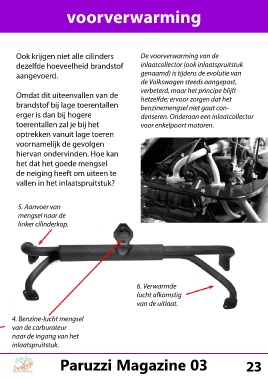 voorverwarming
Ook krijgen niet alle cilinders
dezelfde hoeveelheid brandstof
aangevoerd.
Omdat dit uiteenvallen van de
brandstof bij lage toerentallen
erger is dan bij hogere
toerentallen zal je bij het
optrekken vanuit lage toeren
voornamelijk de gevolgen
hiervan ondervinden. Hoe kan
het dat het goede mengsel
de neiging heeft om uiteen te
vallen in het inlaatspruitstuk?
De voorverwarming van de
inlaatcollector (ook inlaatspruitstuk
genaamd) is tijdens de evolutie van
de Volkswagen steeds aangepast,
verbeterd, maar het principe blijft
hetzelfde; ervoor zorgen dat het
benzinemengsel niet gaat con-
denseren. Onderaan een inlaatcollector
voor enkelpoort motoren.
5. Aanvoer van
mengsel naar de
linker cilinderkop.
6. Verwarmde
lucht afkomstig
van de uitlaat.
4. Benzine-lucht mengsel
van de carburateur
naar de ingang van het
inlaatspruitstuk.
Paruzzi Magazine 03
23